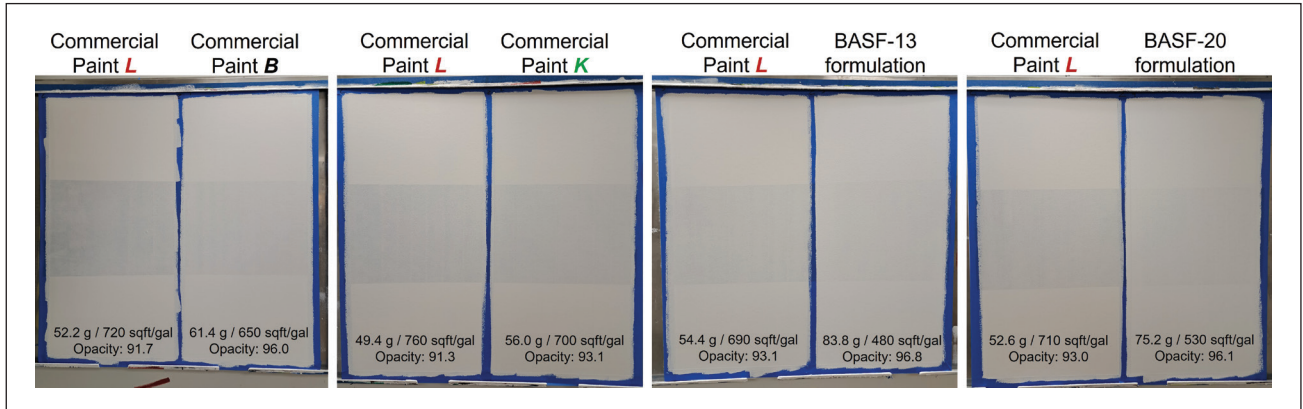 Commercial
Paint L
Commercial
Paint B
52.2 g / 720 sqft/gal
Opacity: 91.7
61.4 g / 650 sqft/gal
Opacity: 96.0
Commercial
Paint L
Commercial
Paint K
49.4 g / 760 sqft/gal
Opacity: 91.3
56.0 g / 700 sqft/gal
Opacity: 93.1
Commercial
Paint L
BASF-13
formulation
54.4 g / 690 sqft/gal
Opacity: 93.1
83.8 g / 480 sqft/gal
Opacity: 96.8
Commercial
Paint L
BASF-20
formulation
52.6 g / 710 sqft/gal
Opacity: 93.0
75.2 g / 530 sqft/gal
Opacity: 96.1